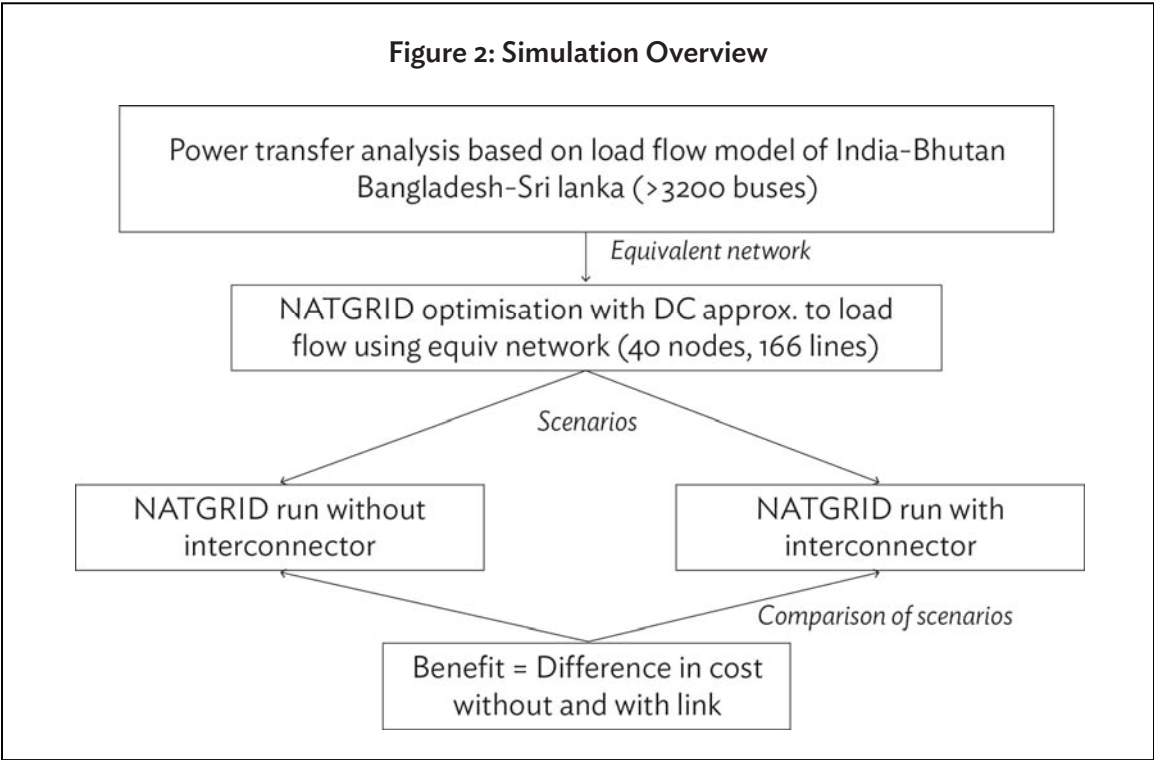 Figure 2: Simulation Overview
Power transfer analysis based on load flow model of India-Bhutan
Bangladesh-Sri lanka (>3200 buses)
Equivalent network
NATGRID optimisation with DC approx. to load
flow using equiv network (40 nodes, 166 lines)
Scenarios
NATGRID run without
interconnector
NATGRID run with
interconnector
Comparison of scenarios
Benefit = Difference in cost
without and with link